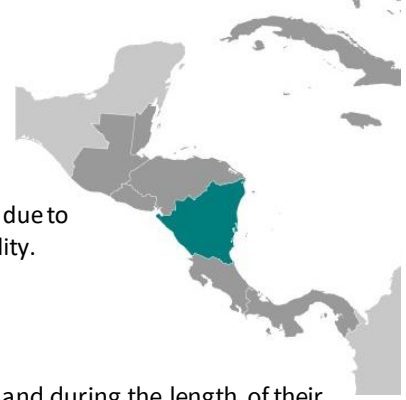 due to
lity.
and during the length of their